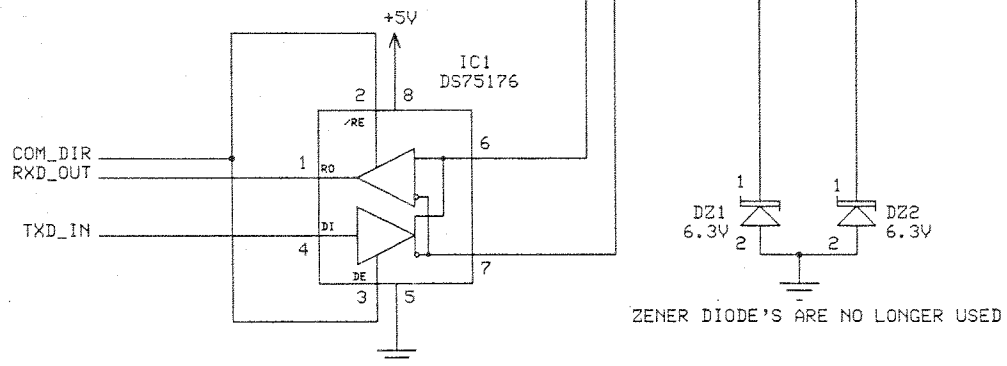 +5V
IC1
DS75176
2
8
/RE
6
COM_DIR
1
RO
RXD_OUT
TXD_IN
DI
4
7
DE
3
5
1
1
DZ1
6.3V
DZ2
6.3V
2
2
ZENER DIODE'S ARE NO LONGER USED